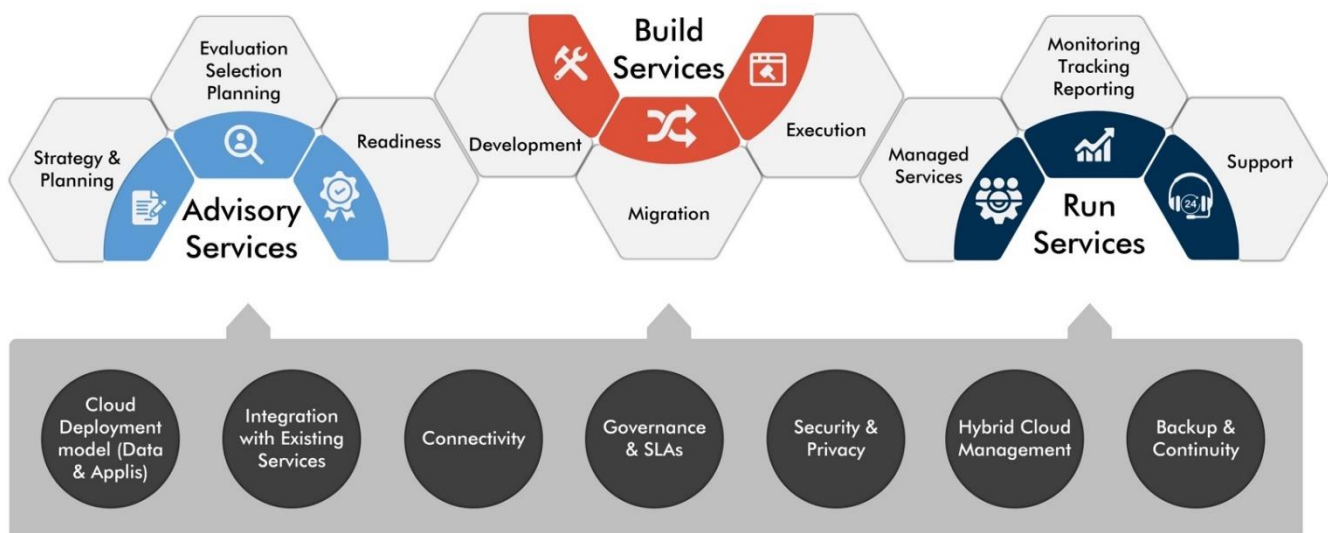 Strategy &
Planning
Evaluation
Selection
Planning
Readiness
Advisory
Services
Development
Build
Services
Migration
Execution
Managed
Services
Monitoring
Tracking
Reporting
24
Support
Run
Services
Cloud
Deployment
model (Data
& Applis)
Integration
with Existing
Services
Connectivity
Governance
& SLAs
Security &
Privacy
Hybrid Cloud
Management
Backup &
Continuity